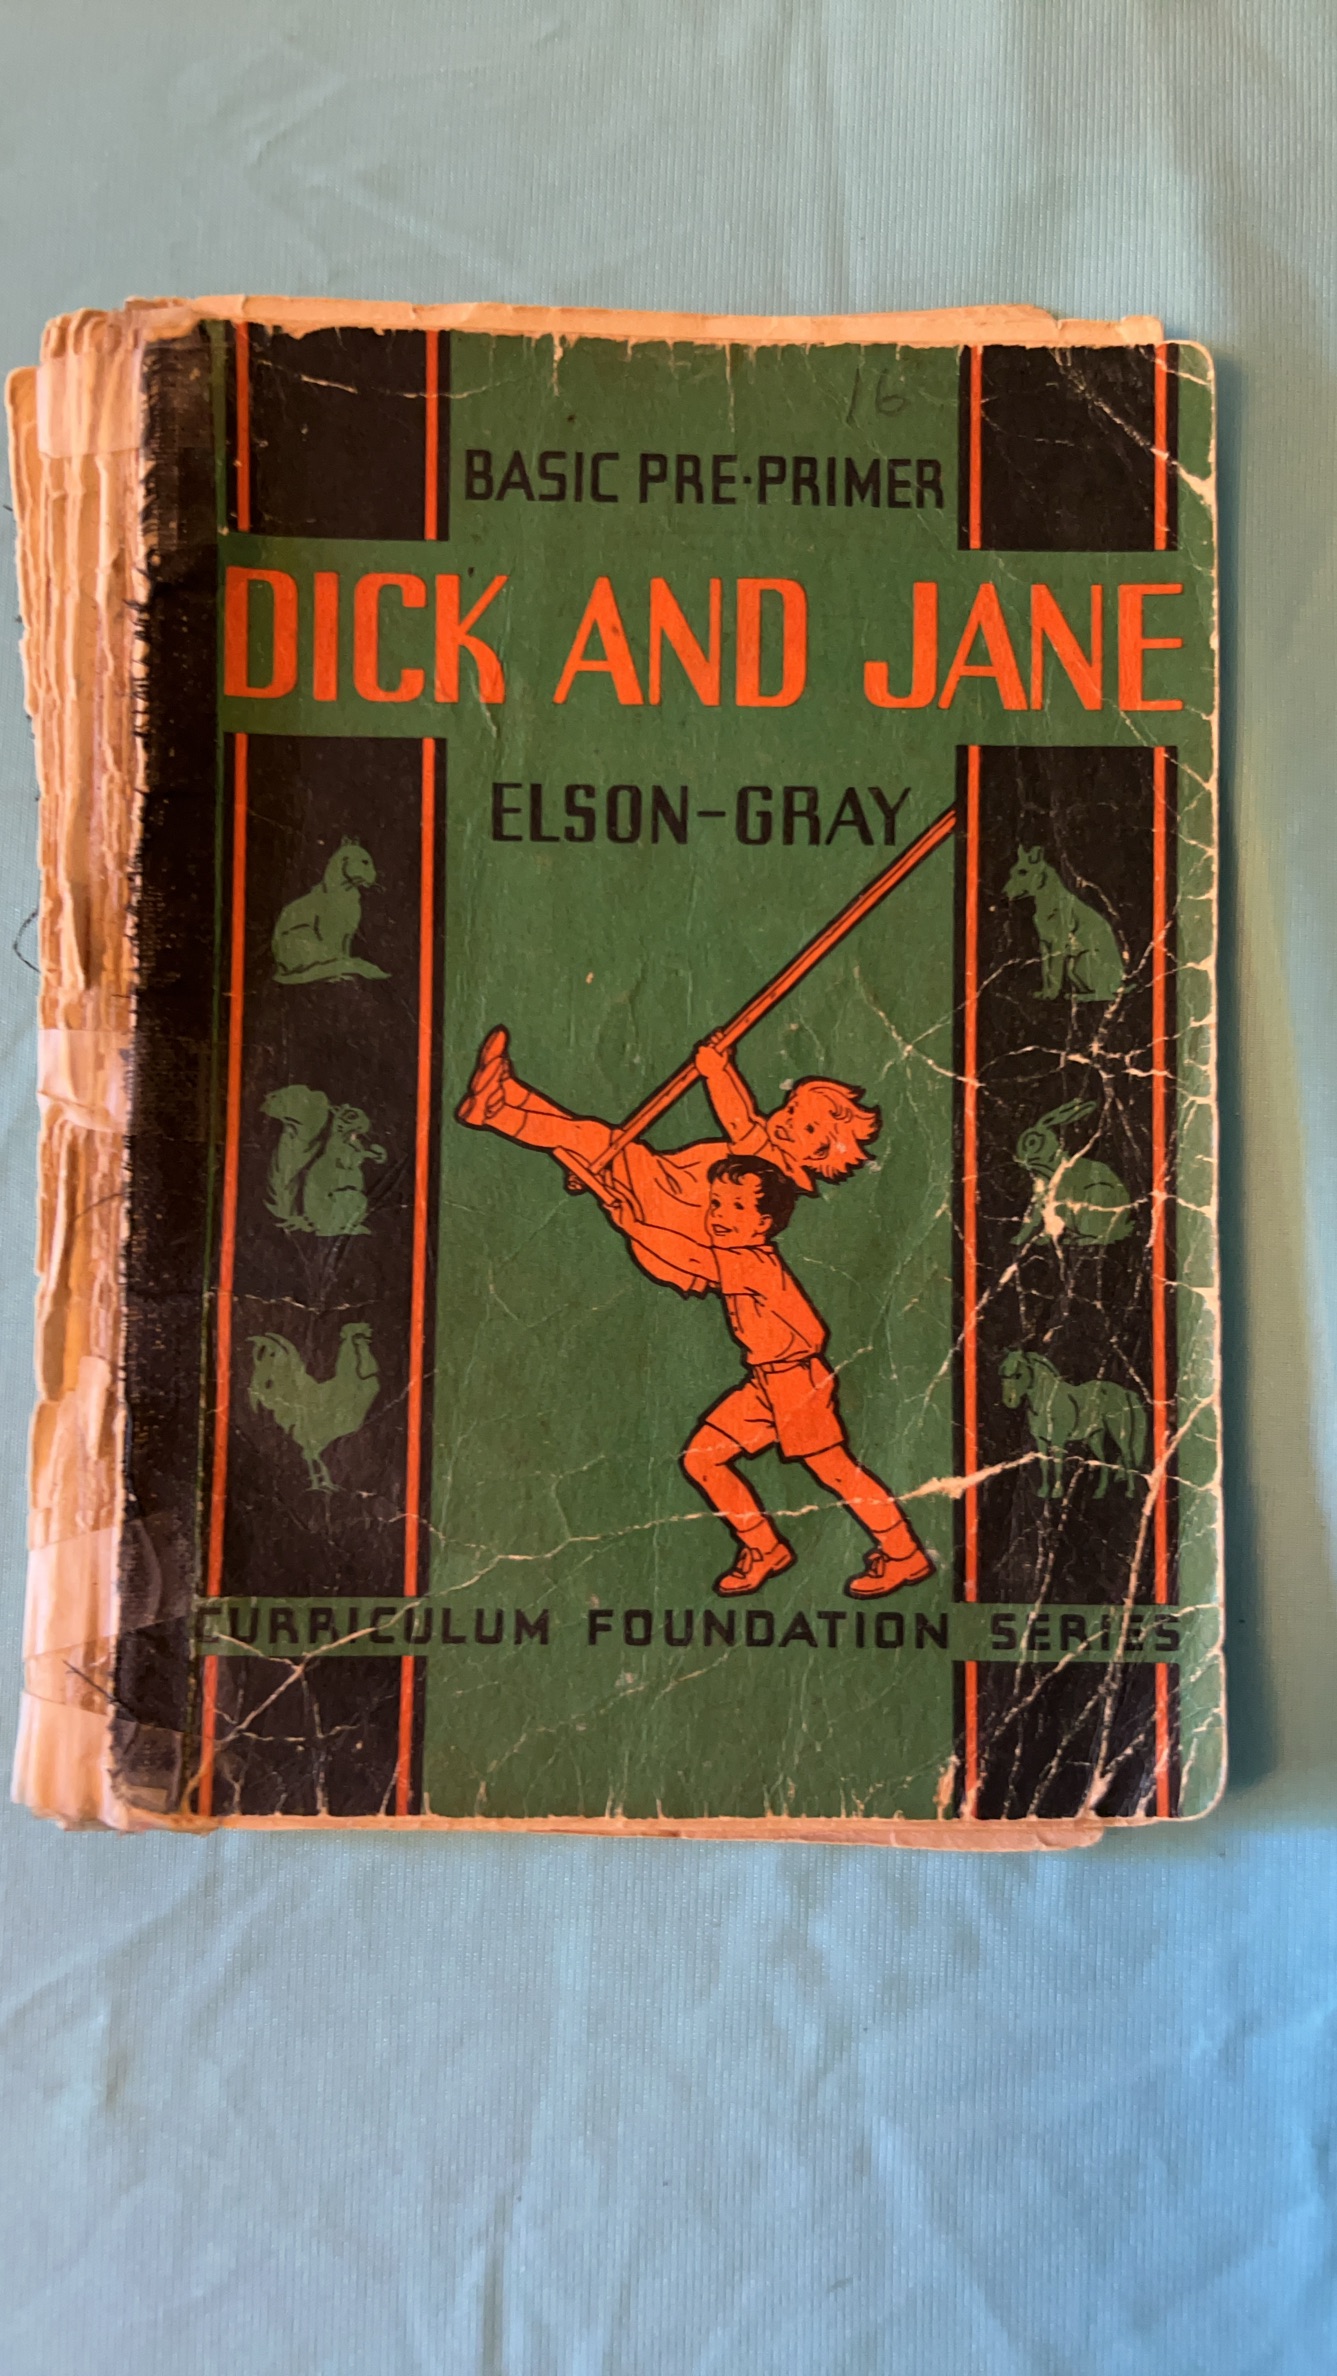 16
BASIC PRE·PRIMER
DICK AND JANE
ELSON-GRAY
CURRICULUM FOUNDATION SERIES